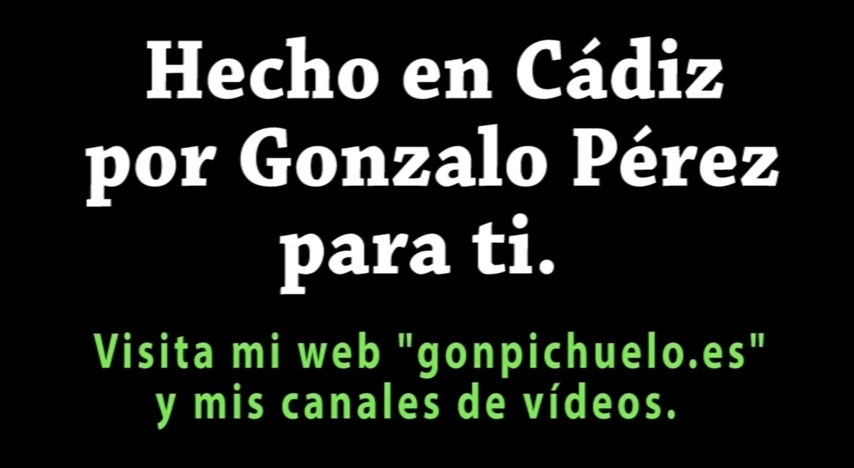 Hecho en Cádiz
por Gonzalo Pérez
para ti.
Visita mi web "gonpichuelo.es"
y mis canales de vídeos.